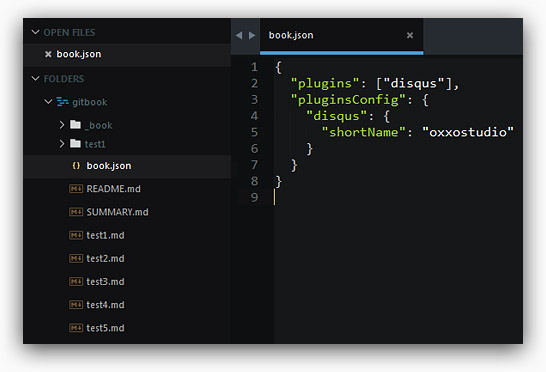 OPEN FILES
book.json
FOLDERS
gitbook
_book
test1
book.json
README.md
SUMMARY.md
test1.md
test2.md
test3.md
test4.md
test5.md
book.json
1 {
2 "plugins": ["disqus"],
3 "pluginsConfig": {
4 "disqus": {
5 "shortName": "oxxostudio"
6 }
7 }
8 }
9